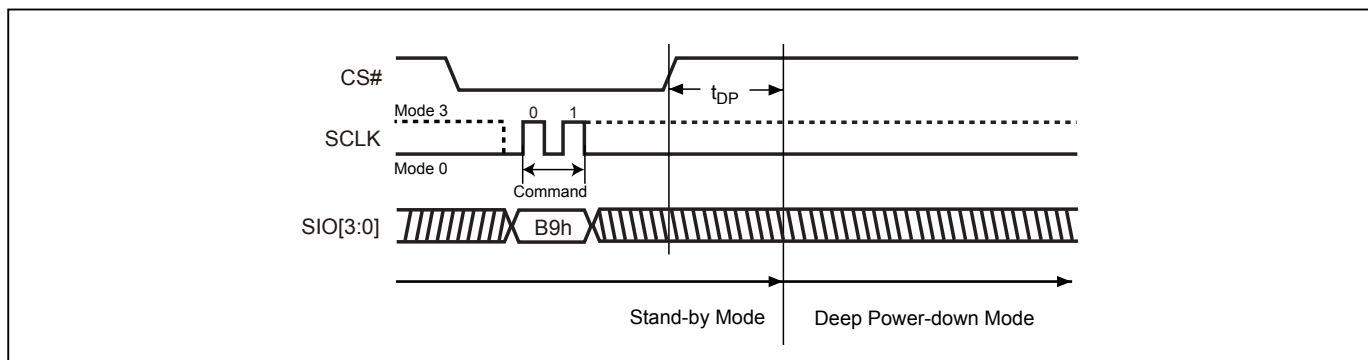 CS#
t_DP
Mode 3
0 1
SCLK
Mode 0
Command
SIO[3:0]
B9h
Stand-by Mode
Deep Power-down Mode